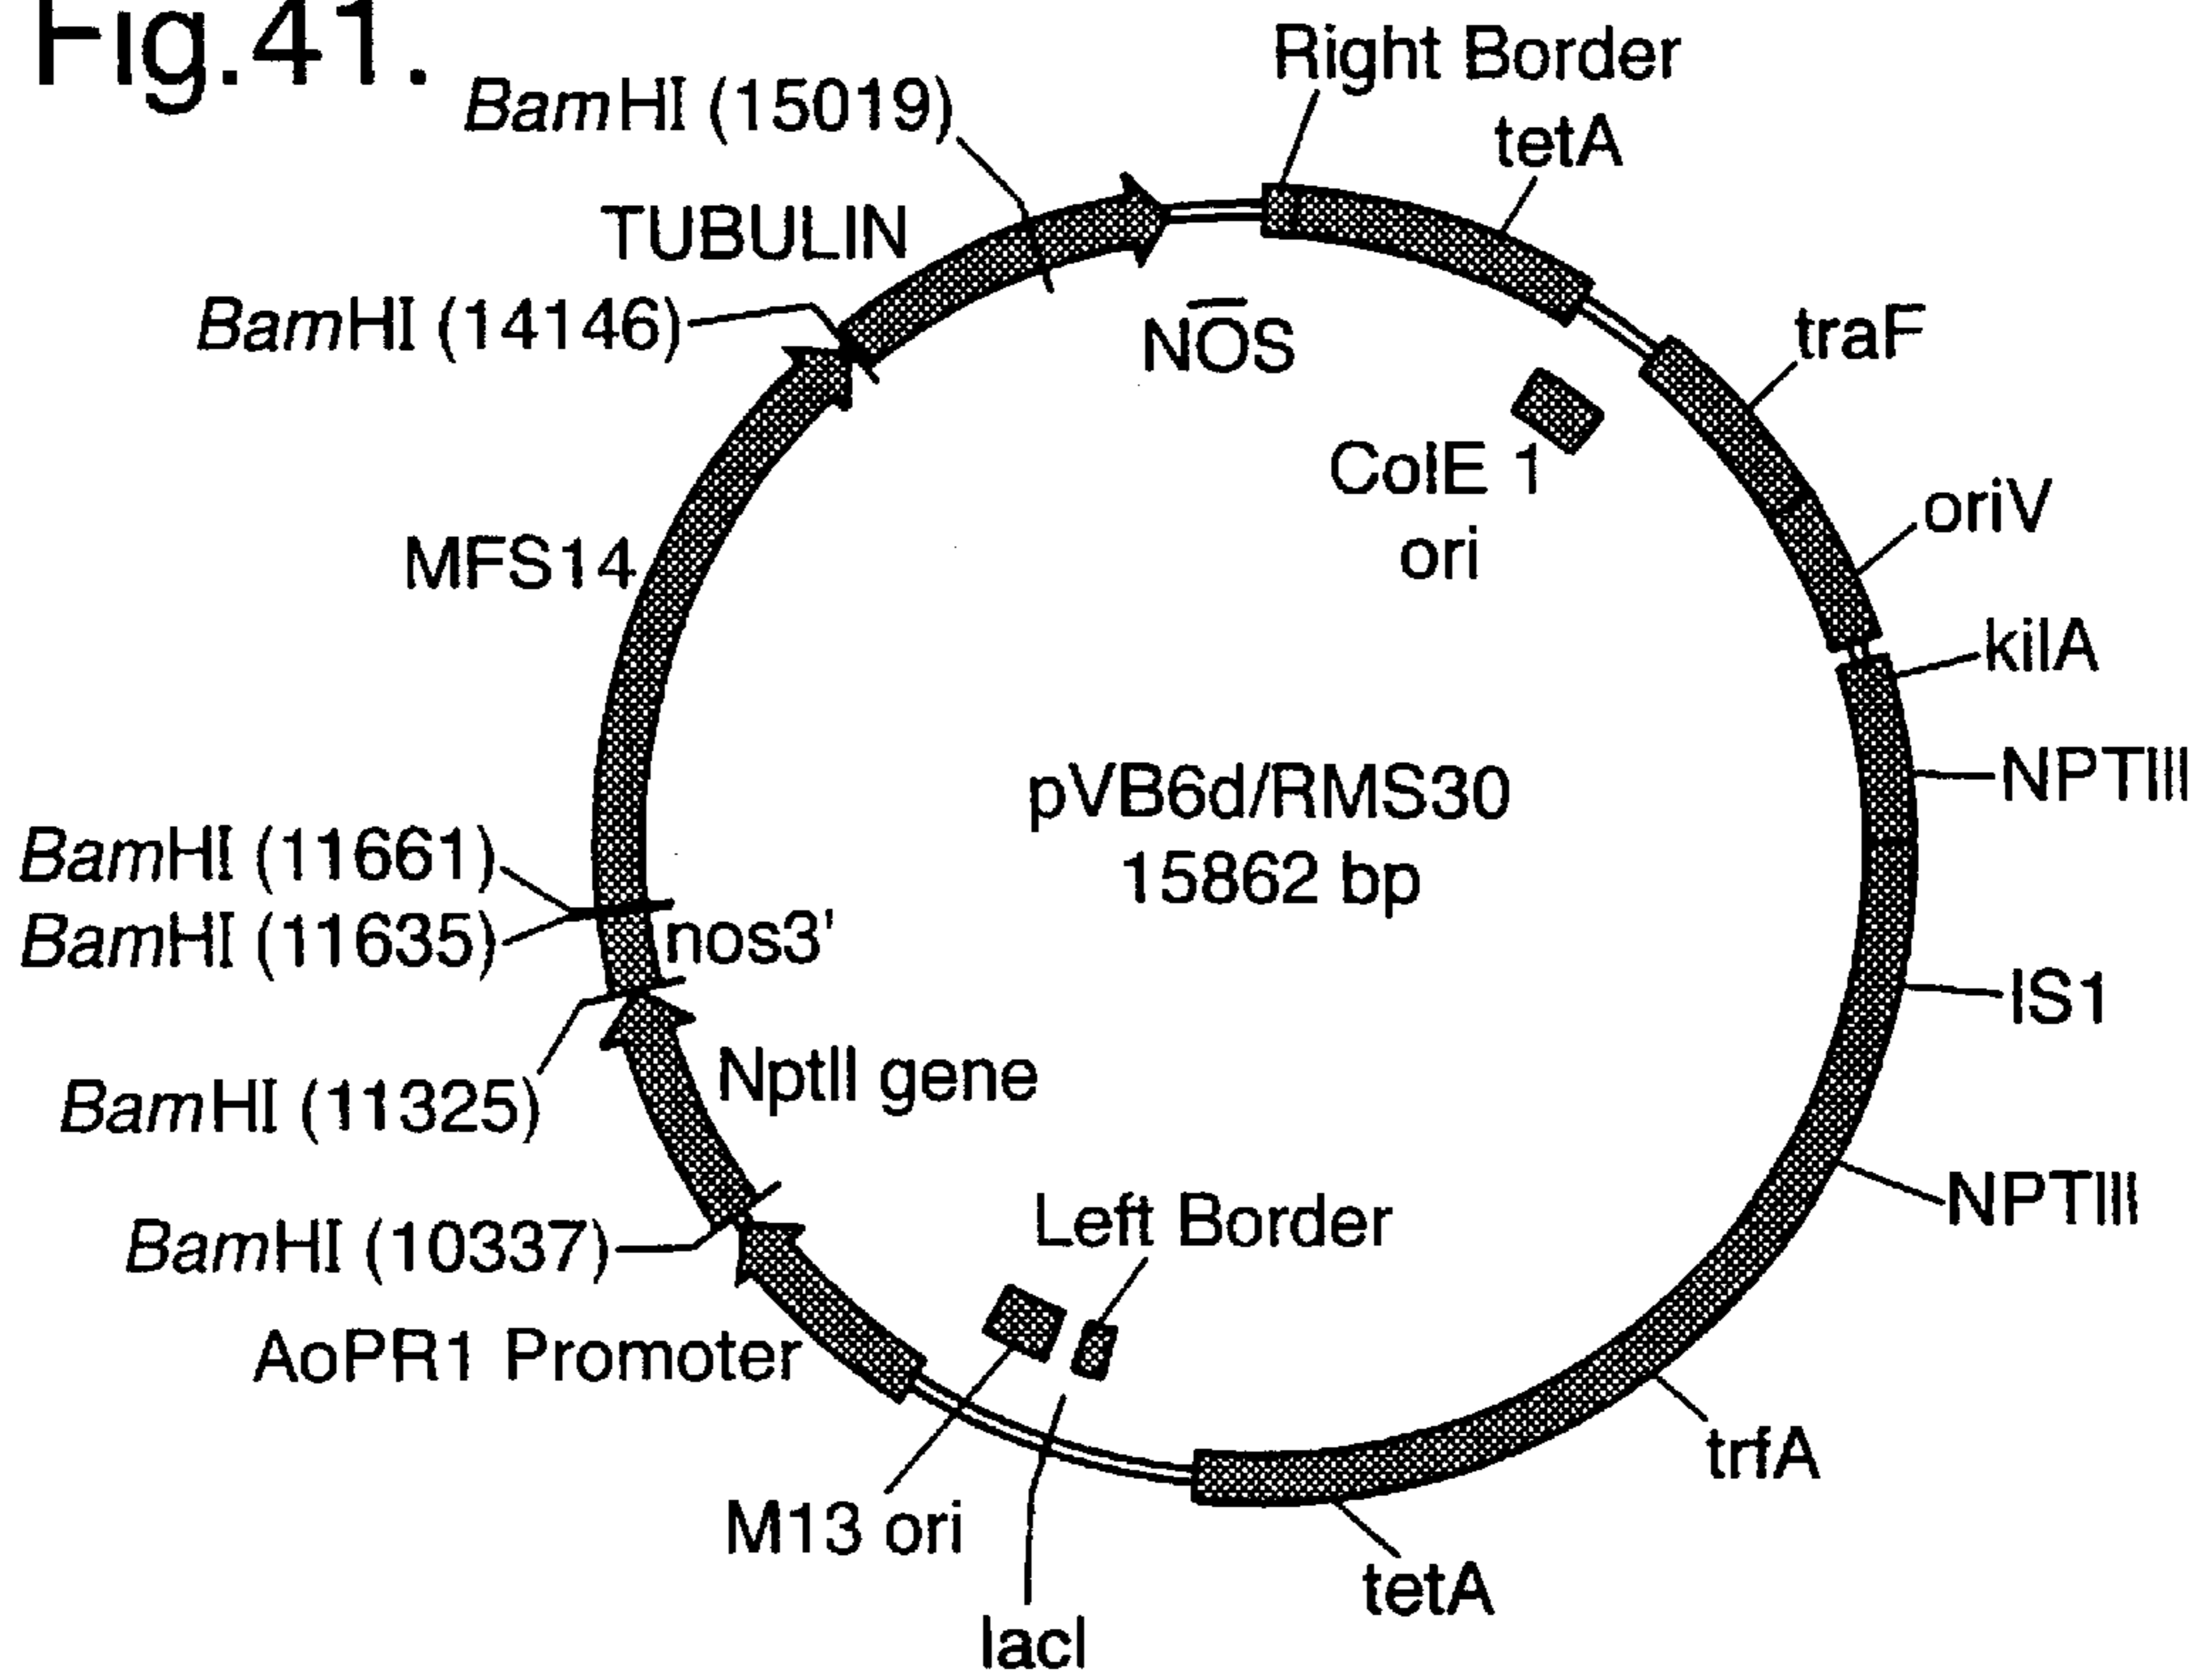 Fig.41.
Right Border
BamHI (15019)
tetA
TUBULIN
BamHI (14146)
NOS
traF
ColE 1
ori
oriV
MFS14
kilA
NPTIII
pVB6d/RMS30
15862 bp
BamHI (11661)
BamHI (11635)
nos3'
IS1
NptII gene
BamHI (11325)
NPTIII
Left Border
BamHI (10337)
AoPR1 Promoter
trfA
M13 ori
tetA
lacI